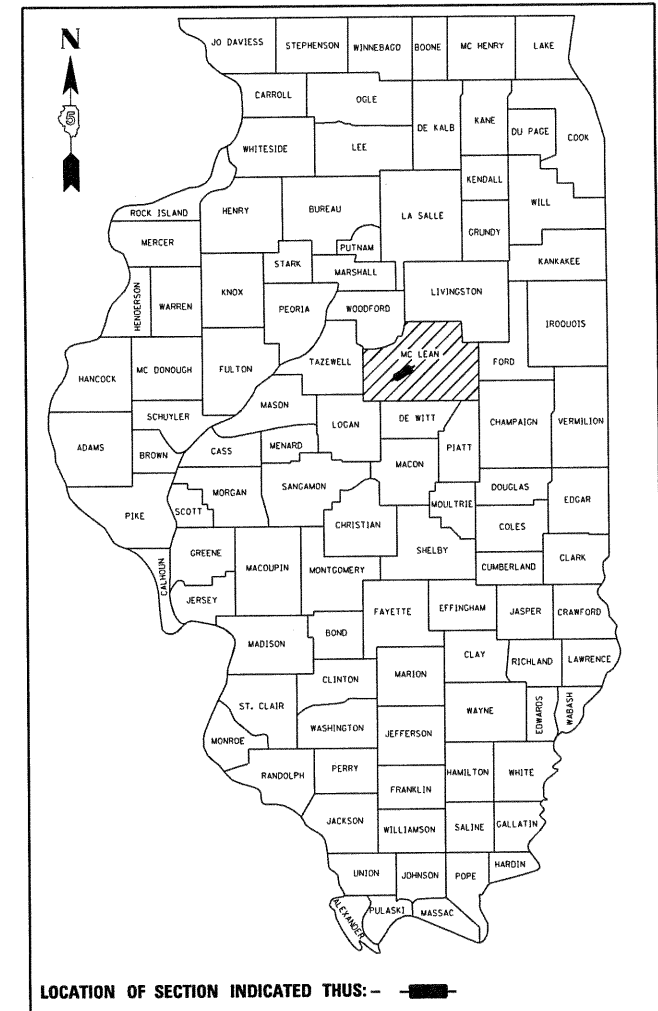 N
JO DAVIESS STEPHENSON WINNEBAGO BOONE MC HENRY LAKE
CARROLL OGLE DE KALB KANE DU PAGE COOK
WHITESIDE LEE
KENDALL
ROCK ISLAND HENRY BUREAU LA SALLE WILL
GRUNDY
MERCER PUTNAM
STARK MARSHALL KANKAKEE
HENDERSON WARREN KNOX PEORIA WOODFORD LIVINGSTON IROQUOIS
HANCOCK MC DONOUGH FULTON TAZEWELL MC LEAN FORD
MASON
SCHUYLER LOGAN DE WITT CHAMPAIGN VERMILION
ADAMS BROWN CASS MENARD MACON PIATT
PIKE SCOTT MORGAN SANGAMON MOULTRIE DOUGLAS EDGAR
CHRISTIAN COLES
CALHOUN GREENE MACOUPIN MONTGOMERY SHELBY CUMBERLAND CLARK
JERSEY FAYETTE EFFINGHAM JASPER CRAWFORD
MADISON BOND
CLAY RICHLAND LAWRENCE
CLINTON MARION
ST. CLAIR WAYNE EDWARDS WABASH
MONROE WASHINGTON JEFFERSON
RANDOLPH PERRY HAMILTON WHITE
FRANKLIN
JACKSON WILLIAMSON SALINE GALLATIN
UNION JOHNSON POPE HARDIN
ALEXANDER PULASKI MASSAC
LOCATION OF SECTION INDICATED THUS: -